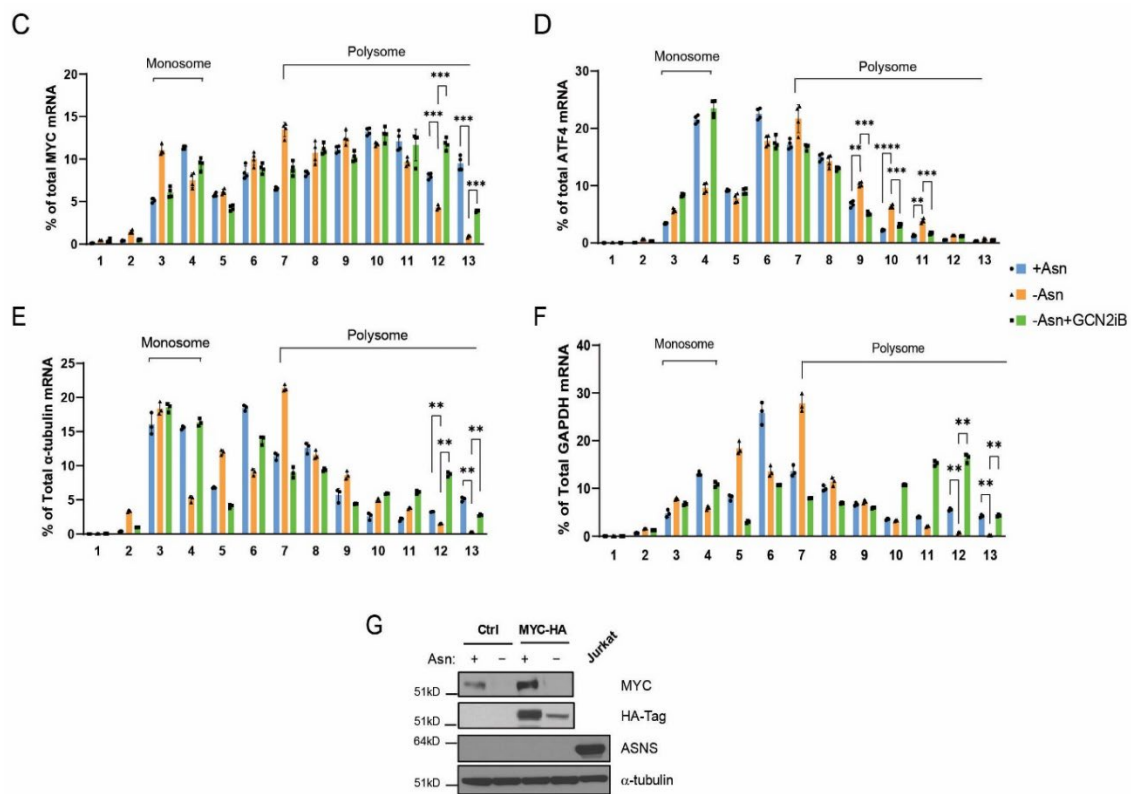 C
Monosome
Polysome
% of total MYC mRNA
20
15
10
5
0
*** *** *** ***
1 2 3 4 5 6 7 8 9 10 11 12 13
D
Monosome
Polysome
% of total ATF4 mRNA
30
20
10
0
** *** **** *** ** ***
1 2 3 4 5 6 7 8 9 10 11 12 13
+Asn
-Asn
-Asn+GCN2iB
E
Monosome
Polysome
% of Total α-tubulin mRNA
25
20
15
10
5
0
** ** ** **
1 2 3 4 5 6 7 8 9 10 11 12 13
F
Monosome
Polysome
% of Total GAPDH mRNA
40
30
20
10
0
** ** ** **
1 2 3 4 5 6 7 8 9 10 11 12 13
G
Ctrl MYC-HA Jurkat
Asn: + − + −
51kD MYC
51kD HA-Tag
64kD ASNS
51kD α-tubulin